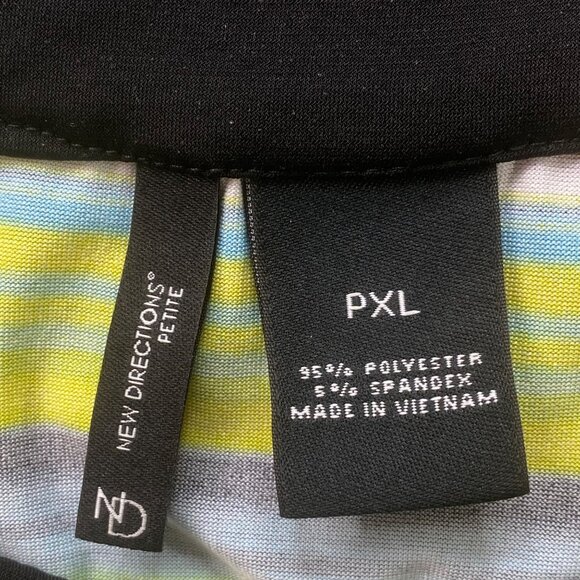 NEW DIRECTIONS®
PETITE
ND
PXL
95% POLYESTER
5% SPANDEX
MADE IN VIETNAM